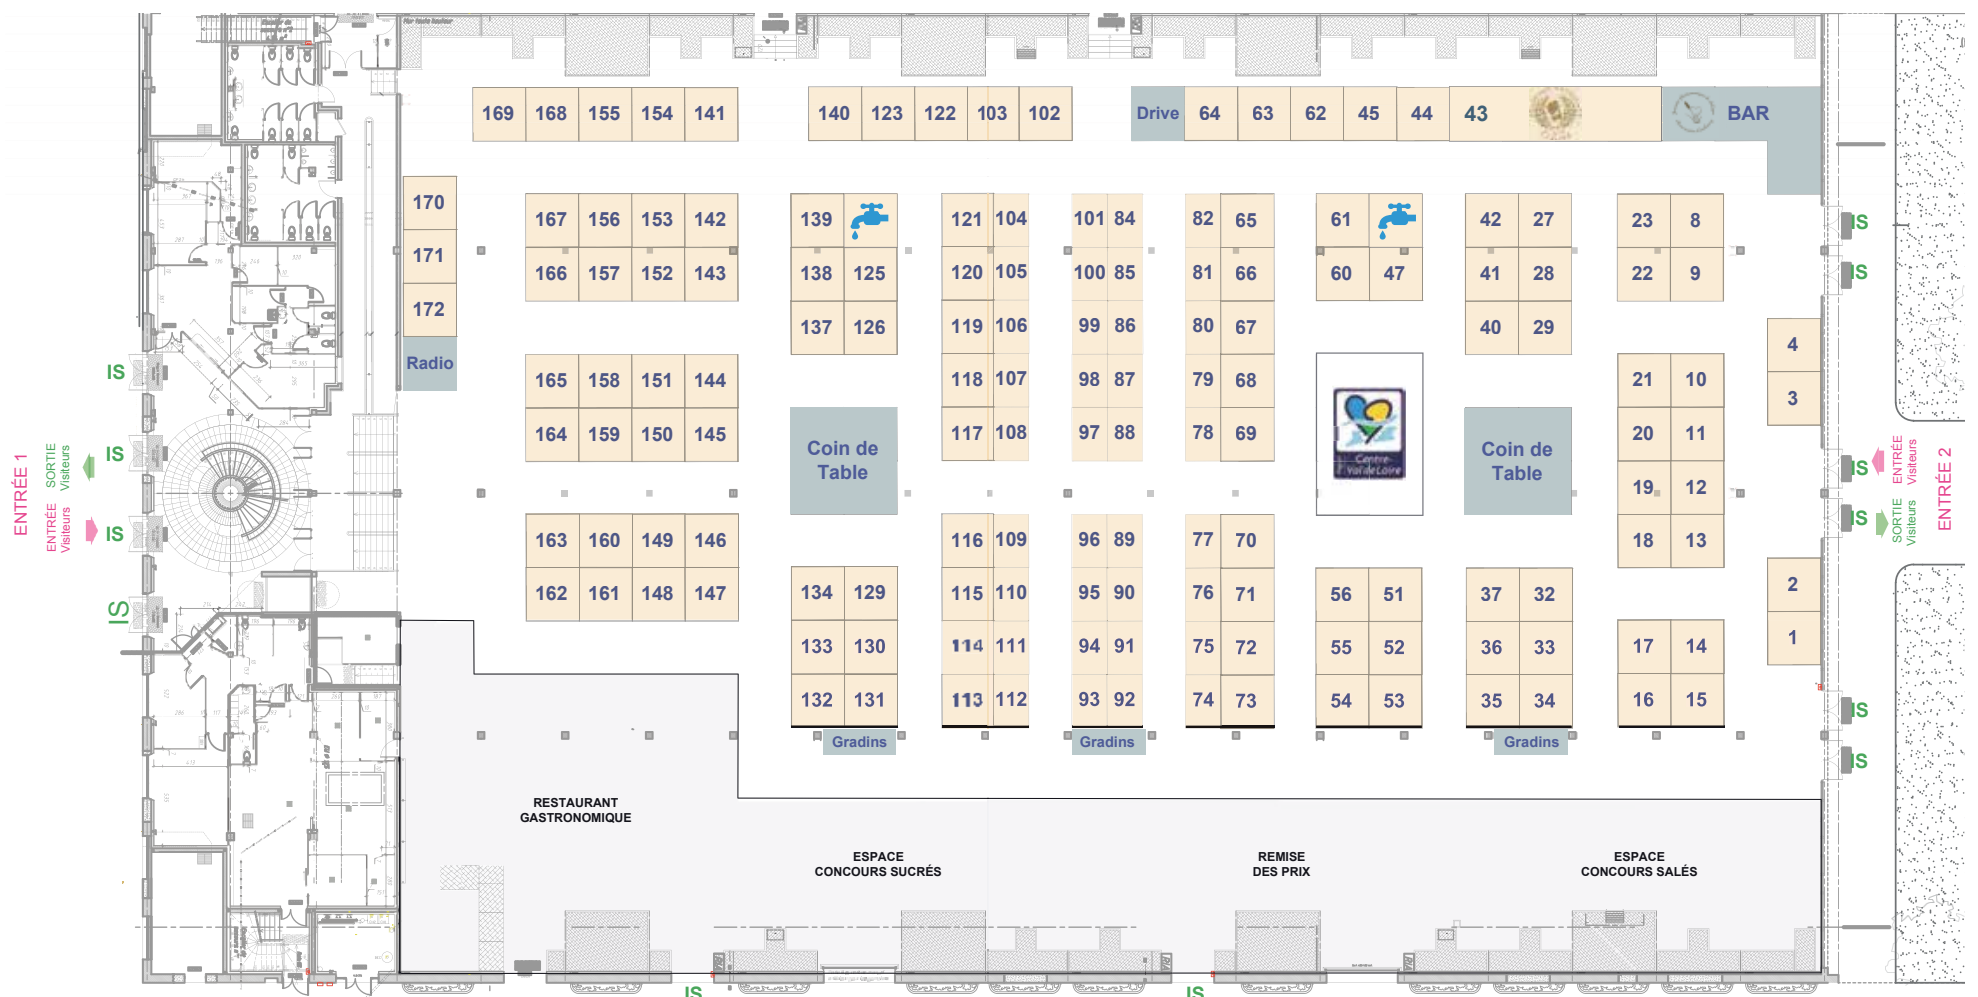 169 168 155 154 141
140 123 122 103 102
Drive 64 63 62 45 44 43 BAR
170
171
172
Radio
167 156 153 142
166 157 152 143
165 158 151 144
164 159 150 145
163 160 149 146
162 161 148 147
139
138 125
137 126
Coin de
Table
134 129
133 130
132 131
Gradins
121 104
120 105
119 106
118 107
117 108
116 109
115 110
114 111
113 112
101 84
100 85
99 86
98 87
97 88
96 89
95 90
94 91
93 92
Gradins
82 65
81 66
80 67
79 68
78 69
77 70
76 71
75 72
74 73
61
60 47
Centre
Val de Loire
56 51
55 52
54 53
42 27
41 28
40 29
Coin de
Table
37 32
36 33
35 34
Gradins
23 8
22 9
21 10
20 11
19 12
18 13
17 14
16 15
4
3
2
1
ENTRÉE 1
SORTIE
Visiteurs
ENTRÉE
Visiteurs
IS
IS
IS
IS
ENTRÉE 2
ENTRÉE
Visiteurs
SORTIE
Visiteurs
IS
IS
IS
IS
IS
IS
RESTAURANT
GASTRONOMIQUE
ESPACE
CONCOURS SUCRÉS
REMISE
DES PRIX
ESPACE
CONCOURS SALÉS
IS
IS